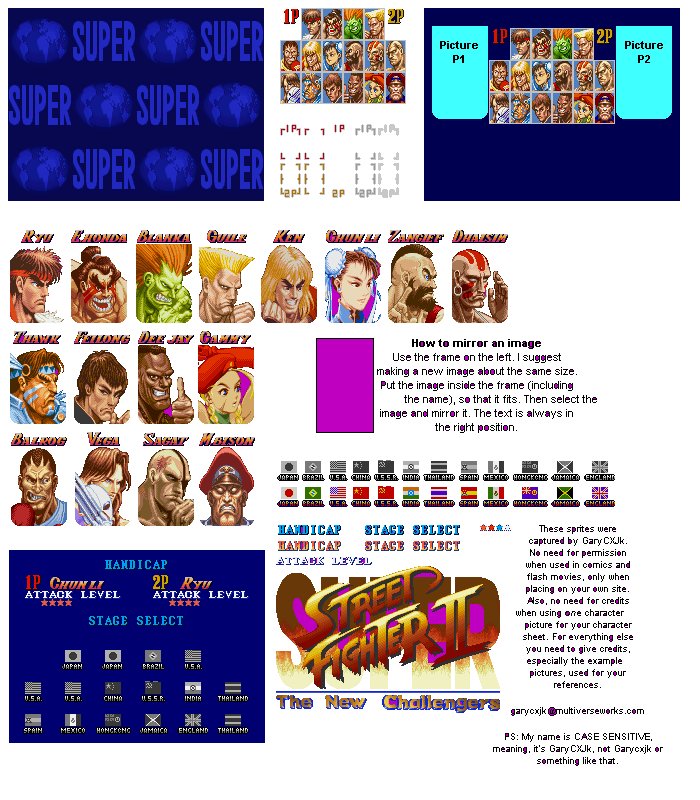 SUPER SUPER
SUPER SUPER
SUPER SUPER
1P 2P
1P 1P 1P
2P 2P 2P
Picture
P1
1P 2P
Picture
P2
RYU E.HONDA BLANKA GUILE KEN CHUN LI ZANGIEF DHALSIM
T.HAWK FEILONG DEE JAY CAMMY
BALROG VEGA SAGAT M.BISON
How to mirror an image
Use the frame on the left. I suggest
making a new image about the same size.
Put the image inside the frame (including
the name), so that it fits. Then select the
image and mirror it. The text is always in
the right position.
JAPAN BRAZIL U.S.A. CHINA U.S.S.R. INDIA THAILAND SPAIN MEXICO HONGKONG JAMAICA ENGLAND
JAPAN BRAZIL U.S.A. CHINA U.S.S.R. INDIA THAILAND SPAIN MEXICO HONGKONG JAMAICA ENGLAND
HANDICAP STAGE SELECT
HANDICAP STAGE SELECT
ATTACK LEVEL
SUPER
STREET
FIGHTER II
The New Challengers
HANDICAP
1P CHUN LI 2P RYU
ATTACK LEVEL ATTACK LEVEL
STAGE SELECT
JAPAN JAPAN BRAZIL U.S.A.
U.S.A. U.S.A. CHINA U.S.S.R. INDIA THAILAND
SPAIN MEXICO HONGKONG JAMAICA ENGLAND THAILAND
These sprites were
captured by GaryCXJk.
No need for permission
when used in comics and
flash movies, only when
placing on your own site.
Also, no need for credits
when using one character
picture for your character
sheet. For everything else
you need to give credits,
especially the example
pictures, used for your
references.
garycxjk@multiverseworks.com
PS: My name is CASE SENSITIVE,
meaning, it's GaryCXJk, not Garycxjk or
something like that.